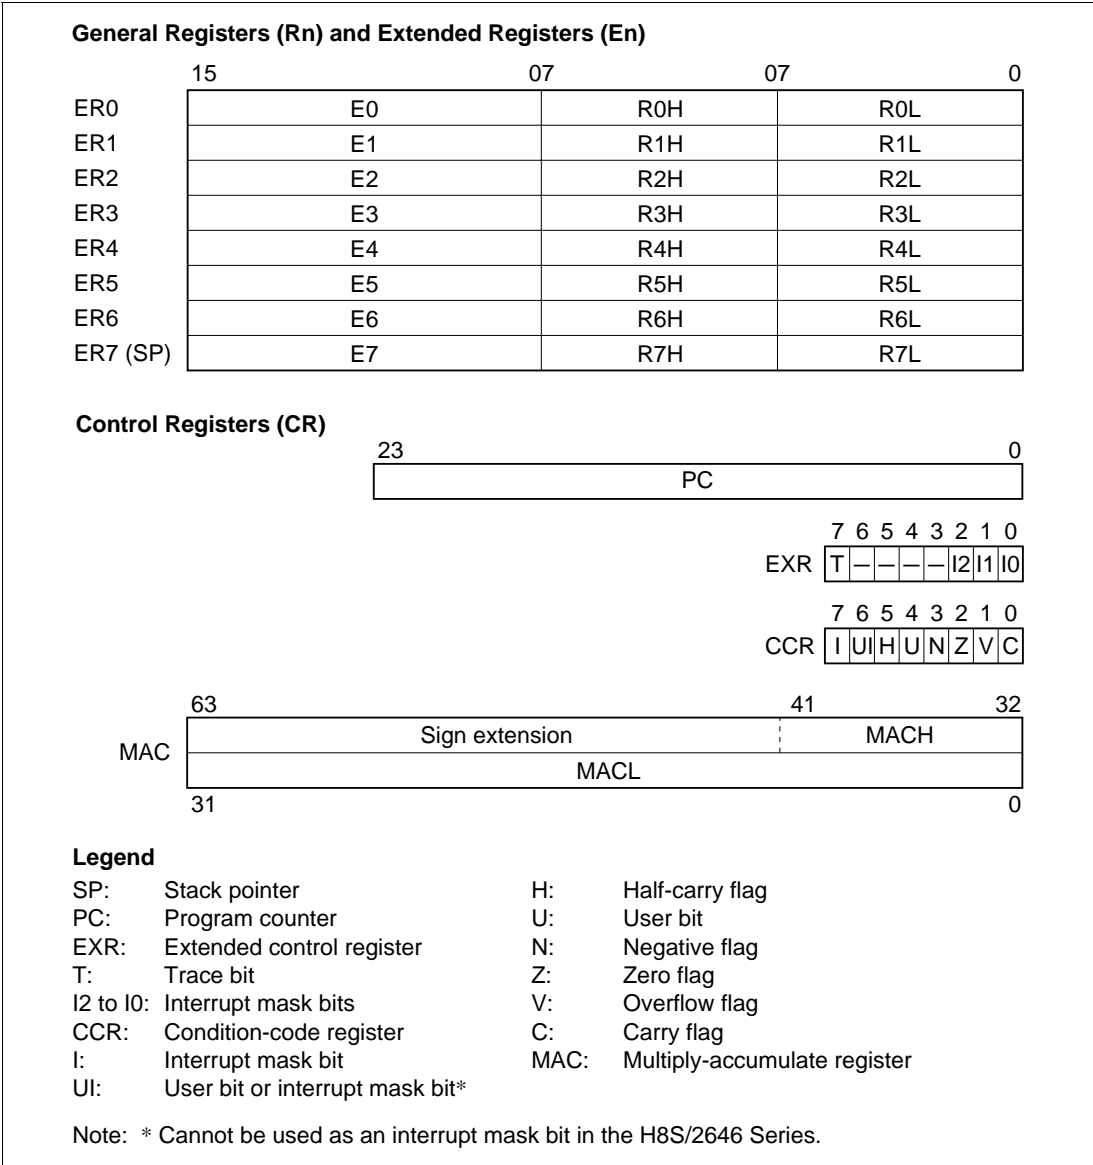 General Registers (Rn) and Extended Registers (En)
15 07 07 0
ER0 E0 R0H R0L
ER1 E1 R1H R1L
ER2 E2 R2H R2L
ER3 E3 R3H R3L
ER4 E4 R4H R4L
ER5 E5 R5H R5L
ER6 E6 R6H R6L
ER7 (SP) E7 R7H R7L
Control Registers (CR)
23 0
PC
7 6 5 4 3 2 1 0
EXR T — — — — I2 I1 I0
7 6 5 4 3 2 1 0
CCR I UI H U N Z V C
63 41 32
Sign extension MACH
MAC
MACL
31 0
Legend
SP: Stack pointer H: Half-carry flag
PC: Program counter U: User bit
EXR: Extended control register N: Negative flag
T: Trace bit Z: Zero flag
I2 to I0: Interrupt mask bits V: Overflow flag
CCR: Condition-code register C: Carry flag
I: Interrupt mask bit MAC: Multiply-accumulate register
UI: User bit or interrupt mask bit*
Note: * Cannot be used as an interrupt mask bit in the H8S/2646 Series.